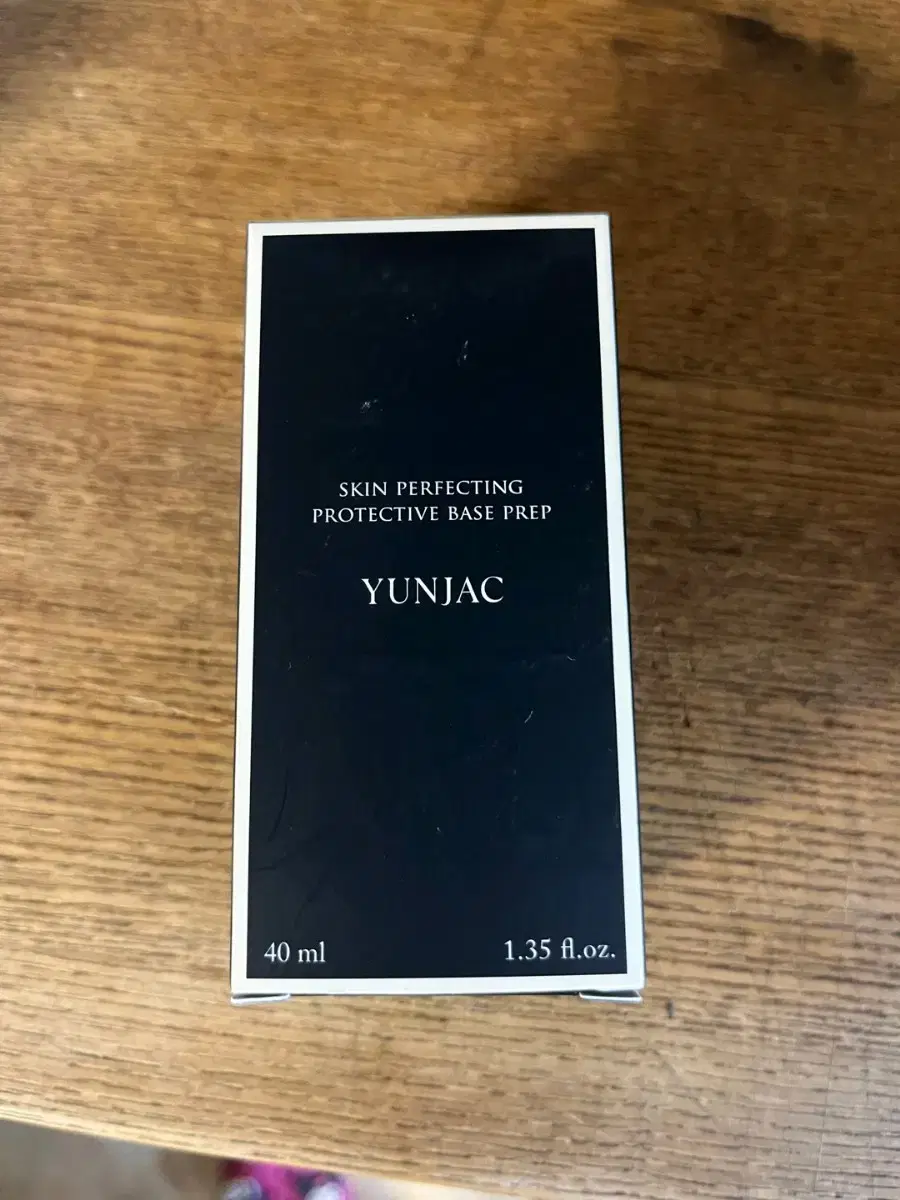 SKIN PERFECTING
PROTECTIVE BASE PREP
YUNJAC
40 ml
1.35 fl.oz.